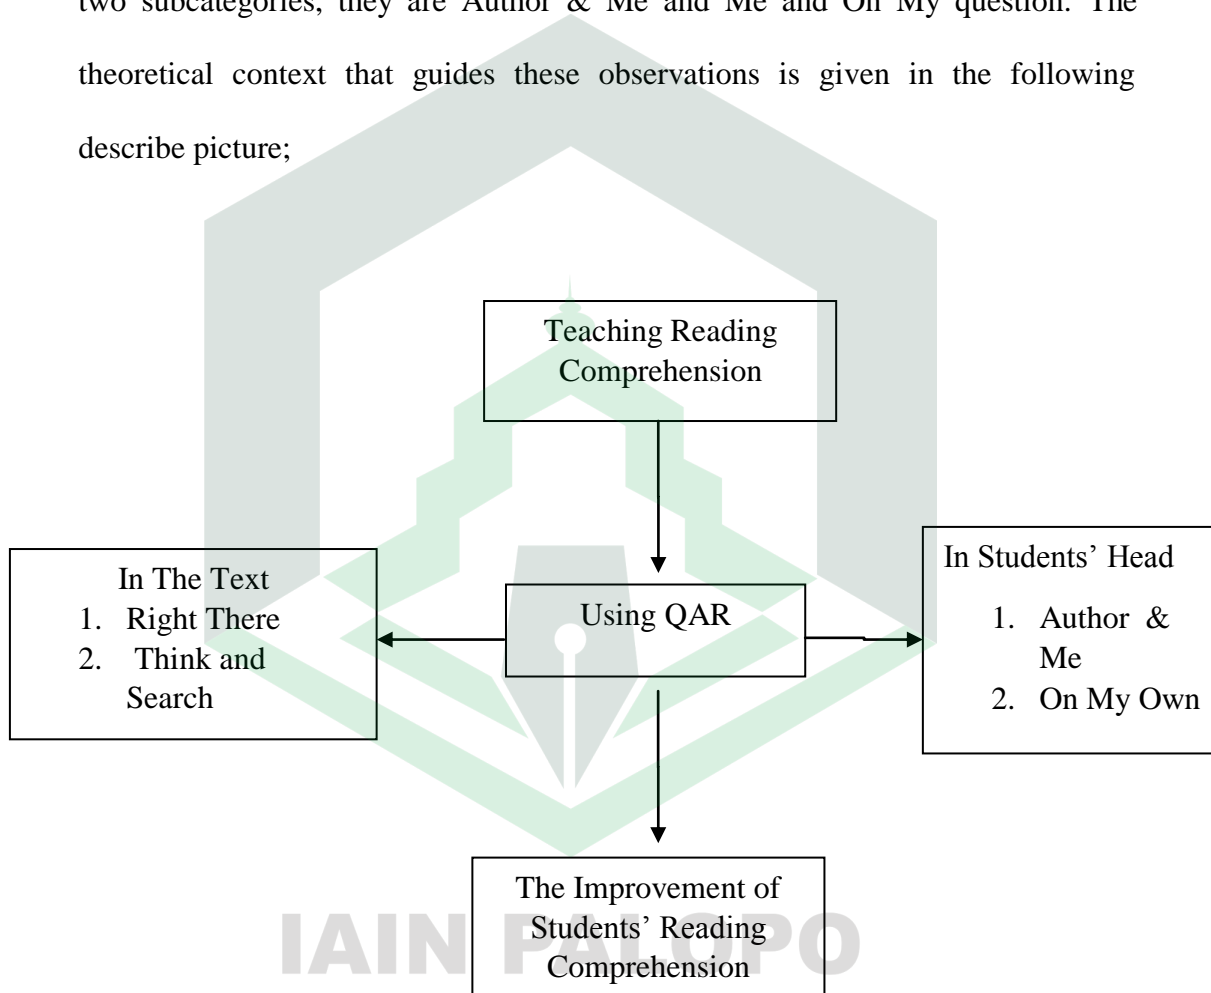 two subcategories, they are Author & Me and Me and On My question. The
theoretical context that guides these observations is given in the following
describe picture;
Teaching Reading
Comprehension
In The Text
1. Right There
2. Think and
Search
Using QAR
In Students’ Head
1. Author &
Me
2. On My Own
The Improvement of
Students’ Reading
Comprehension
IAIN PALOPO